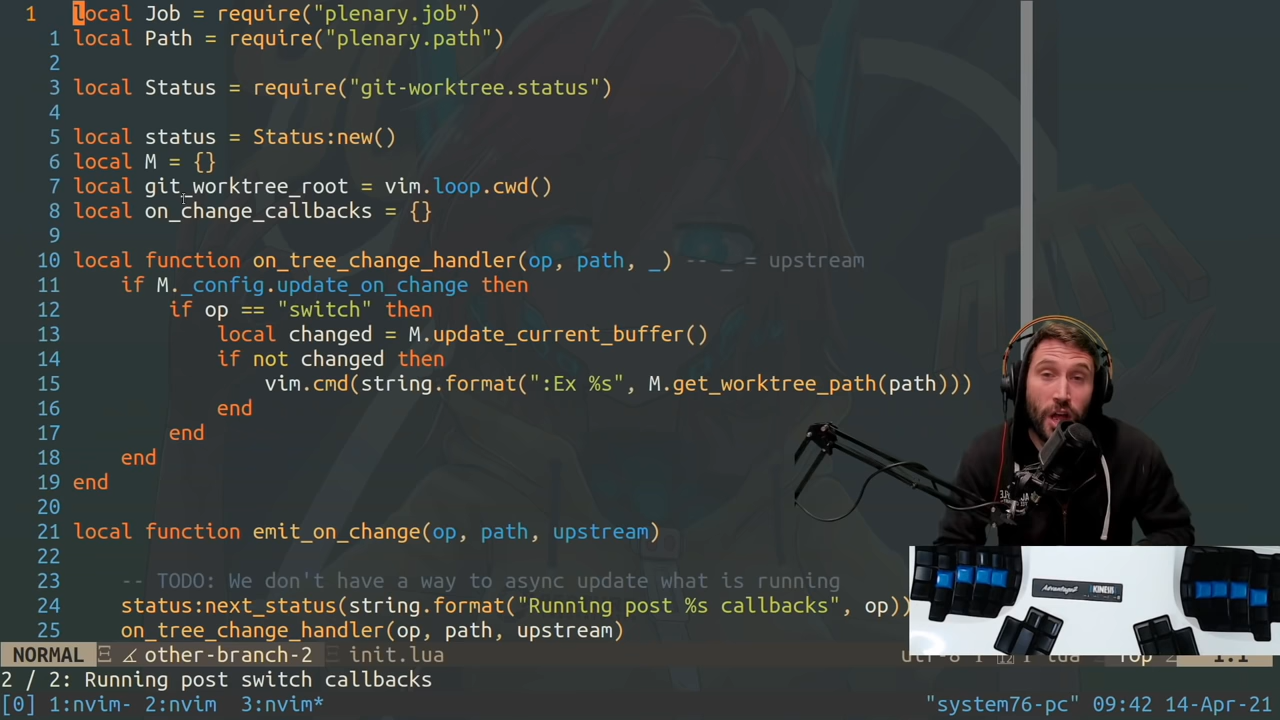 1 local Job = require("plenary.job")
1 local Path = require("plenary.path")
2
3 local Status = require("git-worktree.status")
4
5 local status = Status:new()
6 local M = {}
7 local git_worktree_root = vim.loop.cwd()
8 local on_change_callbacks = {}
9
10 local function on_tree_change_handler(op, path, _) -- _ = upstream
11 if M._config.update_on_change then
12 if op == "switch" then
13 local changed = M.update_current_buffer()
14 if not changed then
15 vim.cmd(string.format(":Ex %s", M.get_worktree_path(path)))
16 end
17 end
18 end
19 end
20
21 local function emit_on_change(op, path, upstream)
22
23 -- TODO: We don't have a way to async update what is running
24 status:next_status(string.format("Running post %s callbacks", op))
25 on_tree_change_handler(op, path, upstream)
NORMAL other-branch-2 init.lua
2 / 2: Running post switch callbacks
[0] 1:nvim- 2:nvim 3:nvim* "system76-pc" 09:42 14-Apr-21
Advantage2 KINESIS